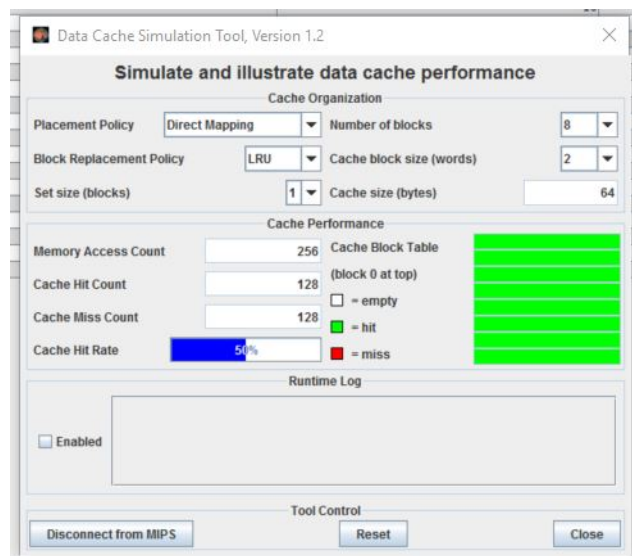 Data Cache Simulation Tool, Version 1.2
Simulate and illustrate data cache performance
Cache Organization
Placement Policy Direct Mapping Number of blocks 8
Block Replacement Policy LRU Cache block size (words) 2
Set size (blocks) 1 Cache size (bytes) 64
Cache Performance
Memory Access Count 256 Cache Block Table
(block 0 at top)
Cache Hit Count 128
= empty
Cache Miss Count 128
= hit
Cache Hit Rate 50% = miss
Runtime Log
Enabled
Tool Control
Disconnect from MIPS Reset Close